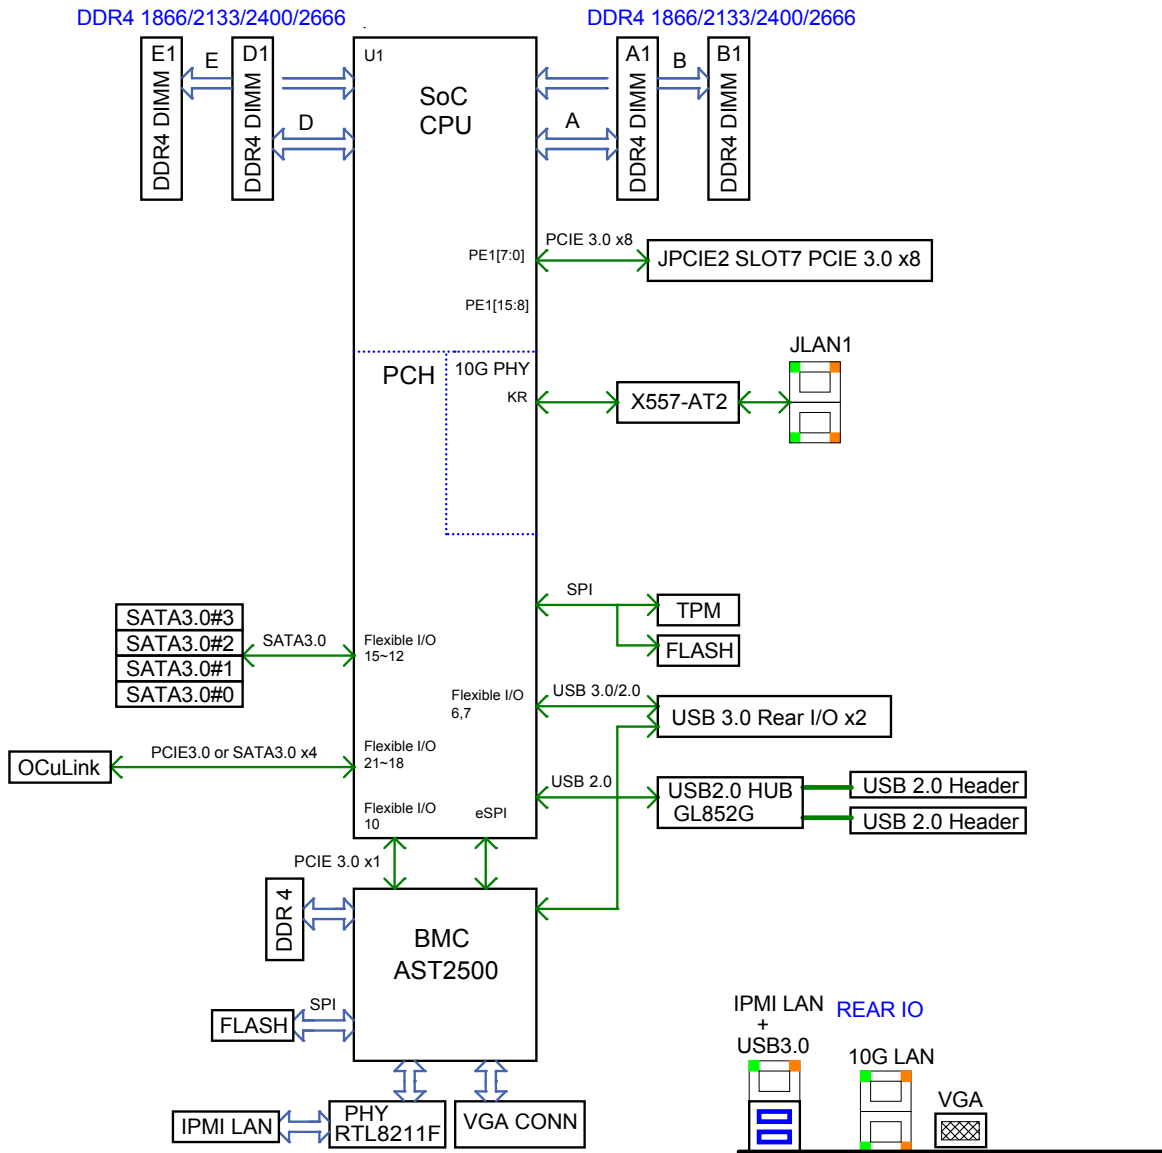 DDR4 1866/2133/2400/2666
DDR4 1866/2133/2400/2666
E1
DDR4 DIMM
E
D1
DDR4 DIMM
D
U1
SoC
CPU
A
A1
DDR4 DIMM
B
B1
DDR4 DIMM
PE1[7:0]
PCIE 3.0 x8
JPCIE2 SLOT7 PCIE 3.0 x8
PE1[15:8]
PCH
10G PHY
KR
X557-AT2
JLAN1
SPI
TPM
FLASH
SATA3.0#3
SATA3.0#2
SATA3.0#1
SATA3.0#0
SATA3.0
Flexible I/O
15~12
Flexible I/O
6,7
USB 3.0/2.0
USB 3.0 Rear I/O x2
OCuLink
PCIE3.0 or SATA3.0 x4
Flexible I/O
21~18
USB 2.0
USB2.0 HUB
GL852G
USB 2.0 Header
USB 2.0 Header
Flexible I/O
10
eSPI
PCIE 3.0 x1
DDR 4
BMC
AST2500
FLASH
SPI
IPMI LAN
PHY
RTL8211F
VGA CONN
IPMI LAN
+
USB3.0
REAR IO
10G LAN
VGA